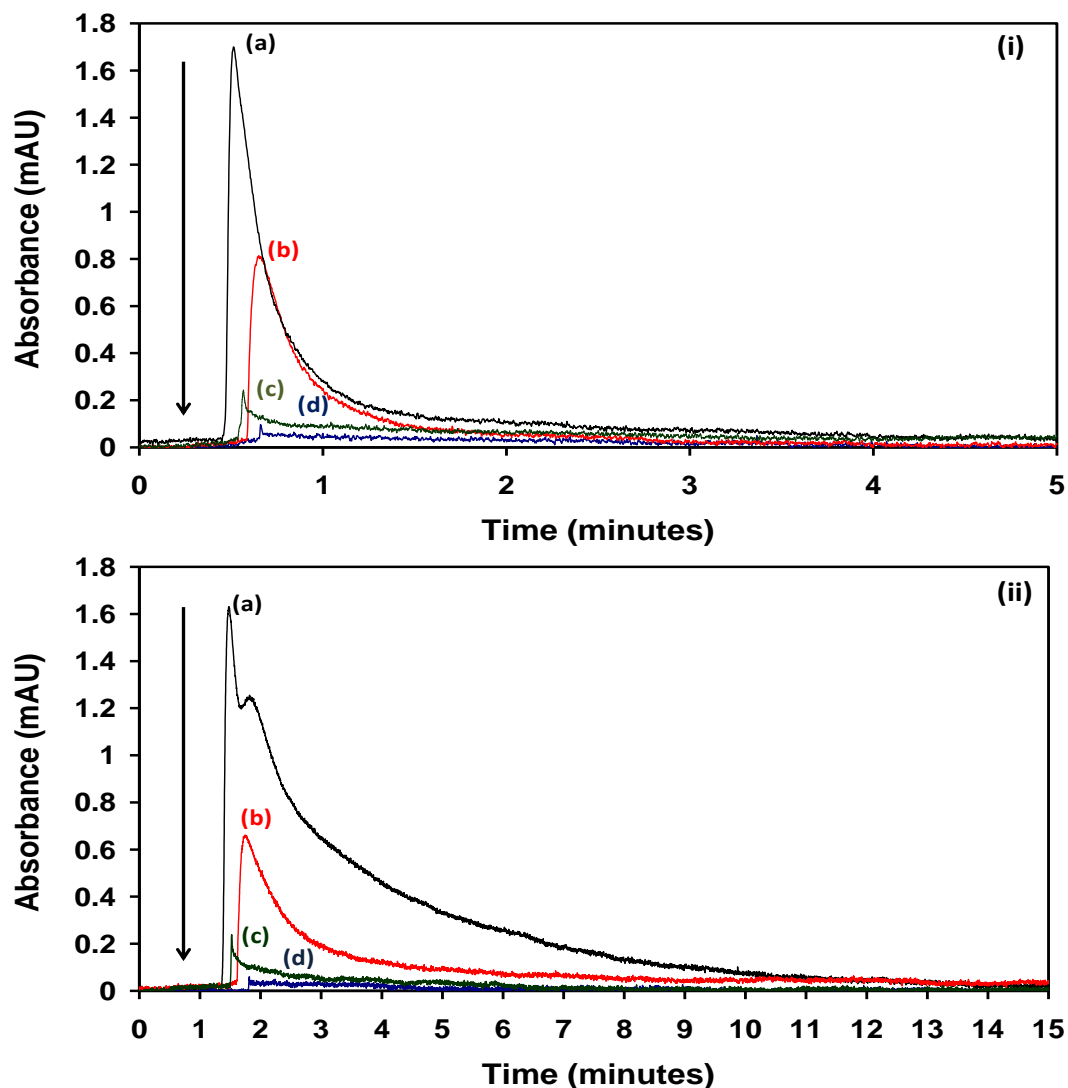 (i)
(a)
(b)
(c)
(d)
Absorbance (mAU)
1.8
1.6
1.4
1.2
1
0.8
0.6
0.4
0.2
0
0 1 2 3 4 5
Time (minutes)
(ii)
(a)
(b)
(c)
(d)
Absorbance (mAU)
1.8
1.6
1.4
1.2
1
0.8
0.6
0.4
0.2
0
0 1 2 3 4 5 6 7 8 9 10 11 12 13 14 15
Time (minutes)